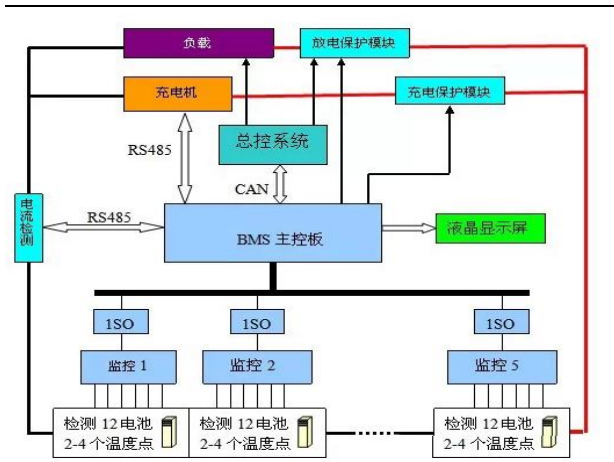 负载
放电保护模块
充电机
充电保护模块
总控系统
RS485
CAN
电流检测
RS485
BMS 主控板
液晶显示屏
1SO
1SO
1SO
监控 1
监控 2
监控 5
检测 12 电池
2-4 个温度点
检测 12 电池
2-4 个温度点
检测 12 电池
2-4 个温度点